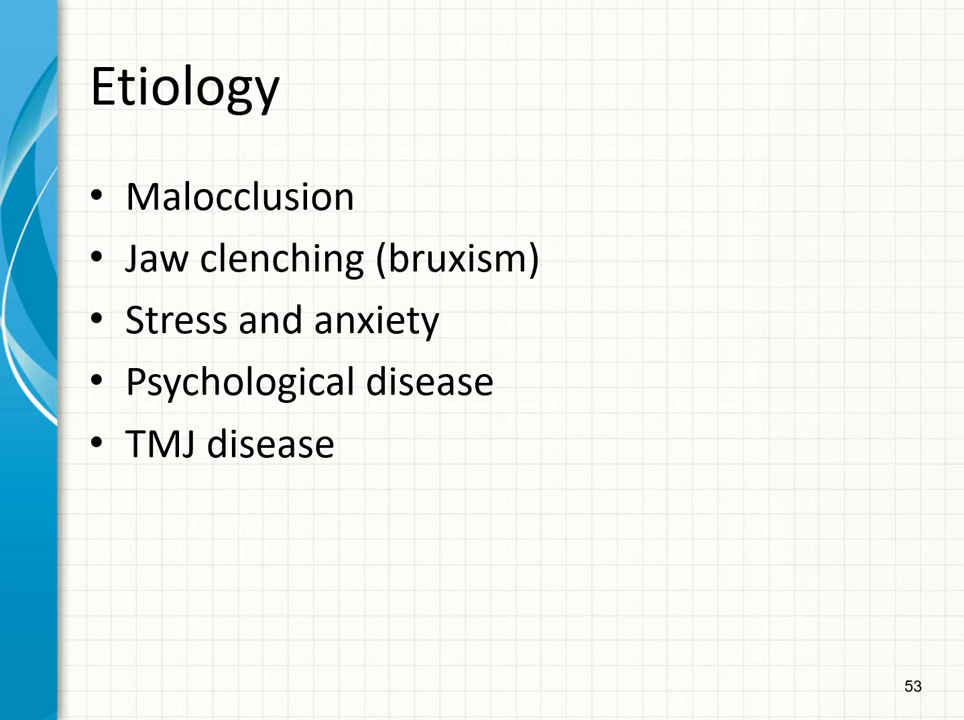 Etiology
• Malocclusion
• Jaw clenching (bruxism)
• Stress and anxiety
• Psychological disease
• TMJ disease
53